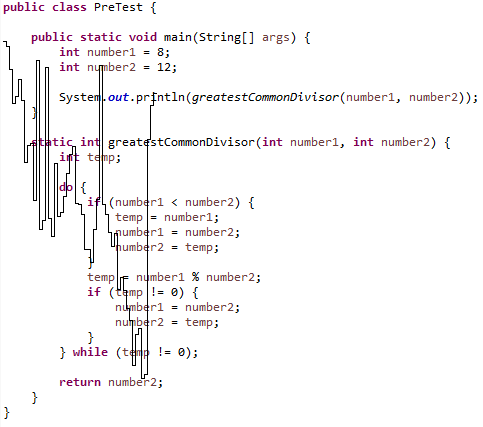 public class PreTest {
public static void main(String[] args) {
int number1 = 8;
int number2 = 12;
System.out.println(greatestCommonDivisor(number1, number2));
}
static int greatestCommonDivisor(int number1, int number2) {
int temp;
do {
if (number1 < number2) {
temp = number1;
number1 = number2;
number2 = temp;
}
temp = number1 % number2;
if (temp != 0) {
number1 = number2;
number2 = temp;
}
} while (temp != 0);
return number2;
}
}